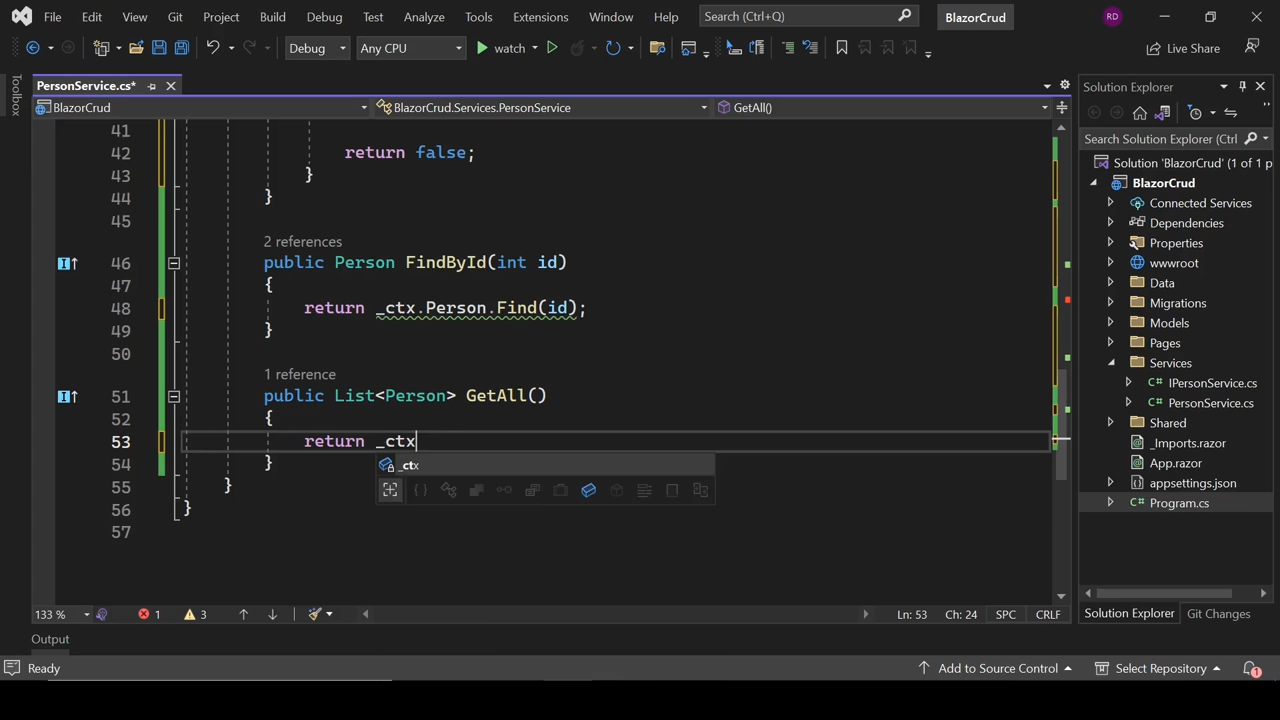 File Edit View Git Project Build Debug Test Analyze Tools Extensions Window Help Search (Ctrl+Q) BlazorCrud RD
Debug Any CPU watch Live Share
Toolbox
PersonService.cs*
BlazorCrud BlazorCrud.Services.PersonService GetAll()
41
42 return false;
43 }
44 }
45
2 references
46 public Person FindById(int id)
47 {
48 return _ctx.Person.Find(id);
49 }
50
1 reference
51 public List<Person> GetAll()
52 {
53 return _ctx
_ctx
54 }
55 }
56 }
57
133 % 1 3 Ln: 53 Ch: 24 SPC CRLF
Output
Solution Explorer
Search Solution Explorer (Ctrl
Solution 'BlazorCrud' (1 of 1 p
BlazorCrud
Connected Services
Dependencies
Properties
wwwroot
Data
Migrations
Models
Pages
Services
C# IPersonService.cs
C# PersonService.cs
Shared
_Imports.razor
App.razor
appsettings.json
C# Program.cs
Solution Explorer Git Changes
Ready Add to Source Control Select Repository 1